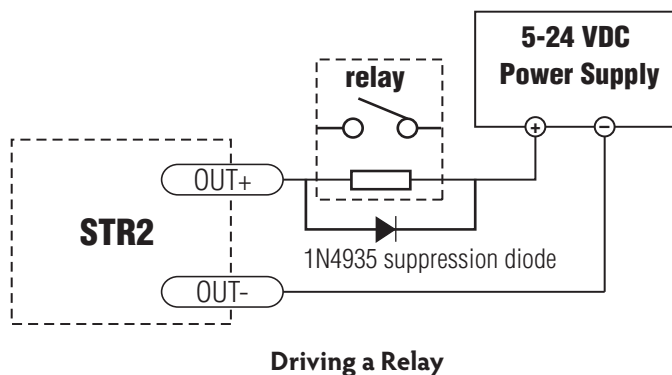 5-24 VDC
Power Supply
relay
+
−
OUT+
STR2
1N4935 suppression diode
OUT-
Driving a Relay